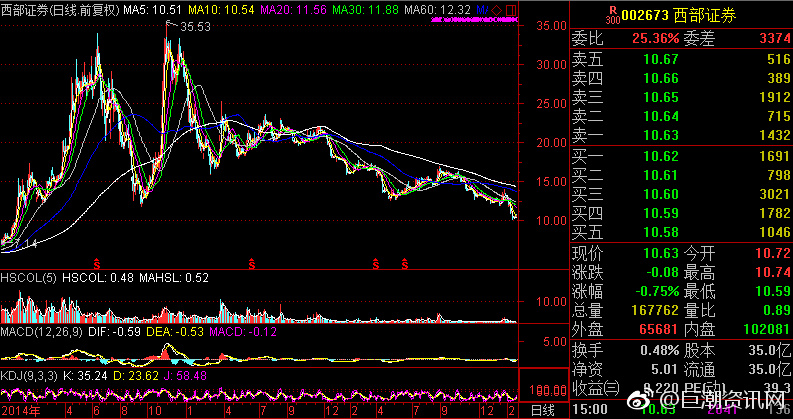 西部证券(日线.前复权) MA5: 10.51 MA10: 10.54 MA20: 11.56 MA30: 11.88 MA60: 12.32
35.53
7.14
35.00
30.00
25.00
20.00
15.00
10.00
HSCOL(5) HSCOL: 0.48 MAHSL: 0.52
10.00
MACD(12,26,9) DIF: -0.59 DEA: -0.53 MACD: -0.12
5.00
KDJ(9,3,3) K: 35.24 D: 23.62 J: 58.48
100.00
2014年 4 6 8 10 12 2 4 7 9 12 2 4 7 9 12 2 日线
R 300 002673 西部证券
委比 25.36% 委差 3374
卖五 10.67 516
卖四 10.66 389
卖三 10.65 1912
卖二 10.64 715
卖一 10.63 1432
买一 10.62 1691
买二 10.61 798
买三 10.60 3021
买四 10.59 1782
买五 10.58 1046
现价 10.63 今开 10.72
涨跌 -0.08 最高 10.74
涨幅 -0.75% 最低 10.59
总量 167762 量比 0.89
外盘 65681 内盘 102081
换手 0.48% 股本 35.0亿
净资 5.01 流通 35.0亿
收益㈢ 0.220 PE(动) 39.3
15:00 10.63
@巨潮资讯网